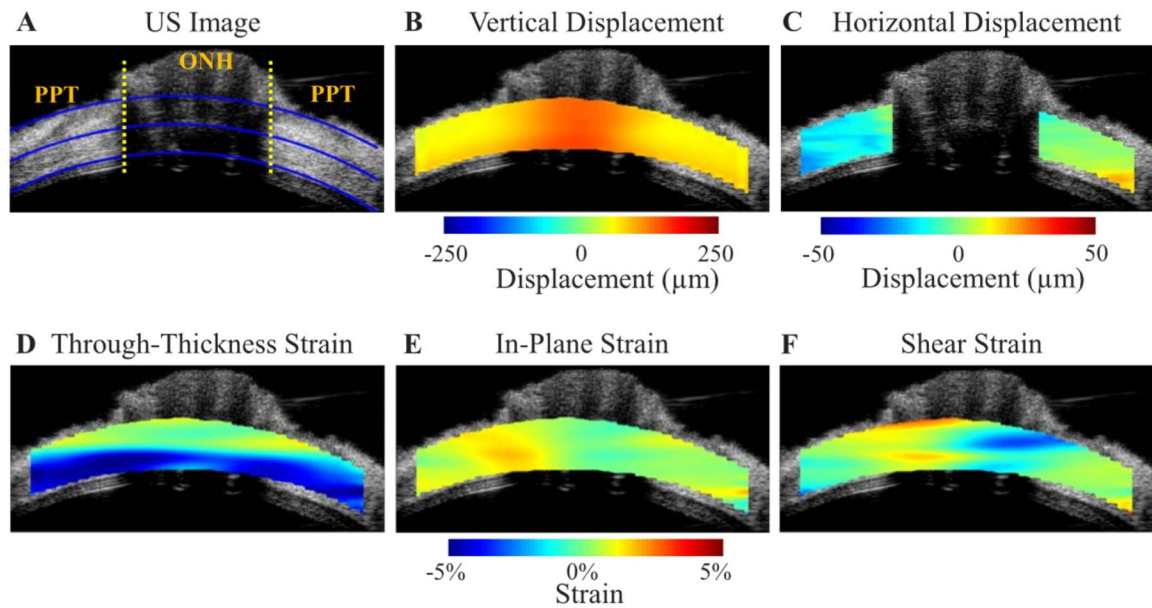 A US Image
B Vertical Displacement
C Horizontal Displacement
ONH
PPT PPT
-250 0 250
Displacement (µm)
-50 0 50
Displacement (µm)
D Through-Thickness Strain
E In-Plane Strain
F Shear Strain
-5% 0% 5%
Strain